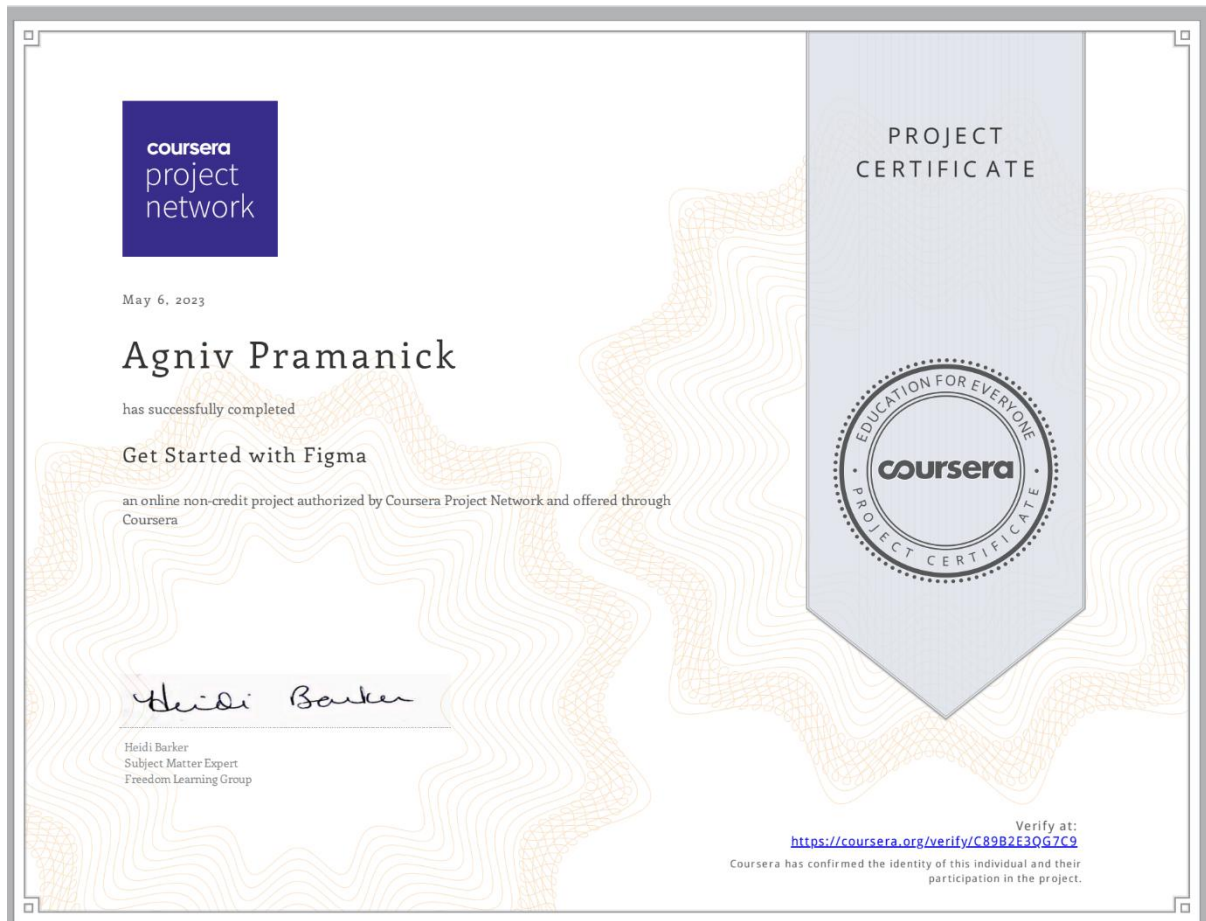 coursera
project
network
PROJECT
CERTIFICATE
May 6, 2023
Agniv Pramanick
has successfully completed
Get Started with Figma
an online non-credit project authorized by Coursera Project Network and offered through
Coursera
EDUCATION FOR EVERYONE
coursera
PROJECT CERTIFICATE
Heidi Barker
Heidi Barker
Subject Matter Expert
Freedom Learning Group
Verify at:
https://coursera.org/verify/C89B2E3QG7C9
Coursera has confirmed the identity of this individual and their
participation in the project.